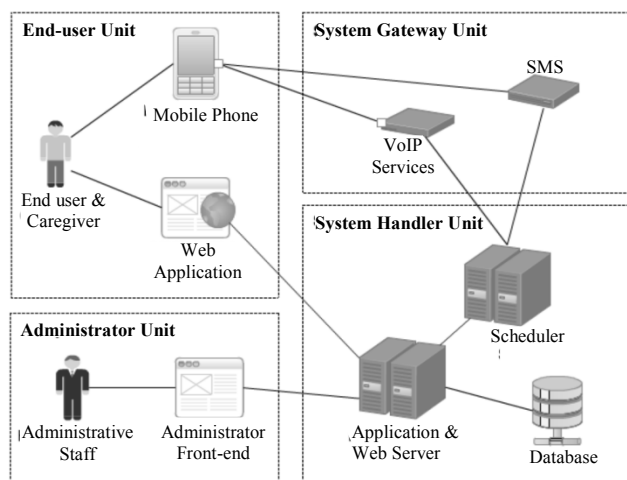 End-user Unit
Mobile Phone
End user &
Caregiver
Web
Application
System Gateway Unit
SMS
VoIP
Services
Administrator Unit
Administrative
Staff
Administrator
Front-end
System Handler Unit
Scheduler
Application &
Web Server
Database